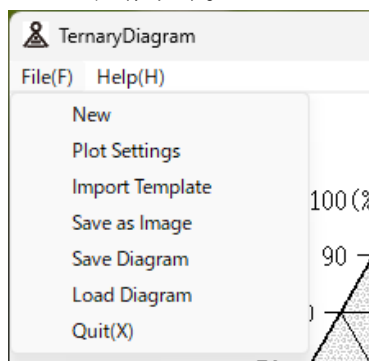 TernaryDiagram
File(F) Help(H)
New
Plot Settings
Import Template
Save as Image
Save Diagram
Load Diagram
Quit(X)
100(%
90